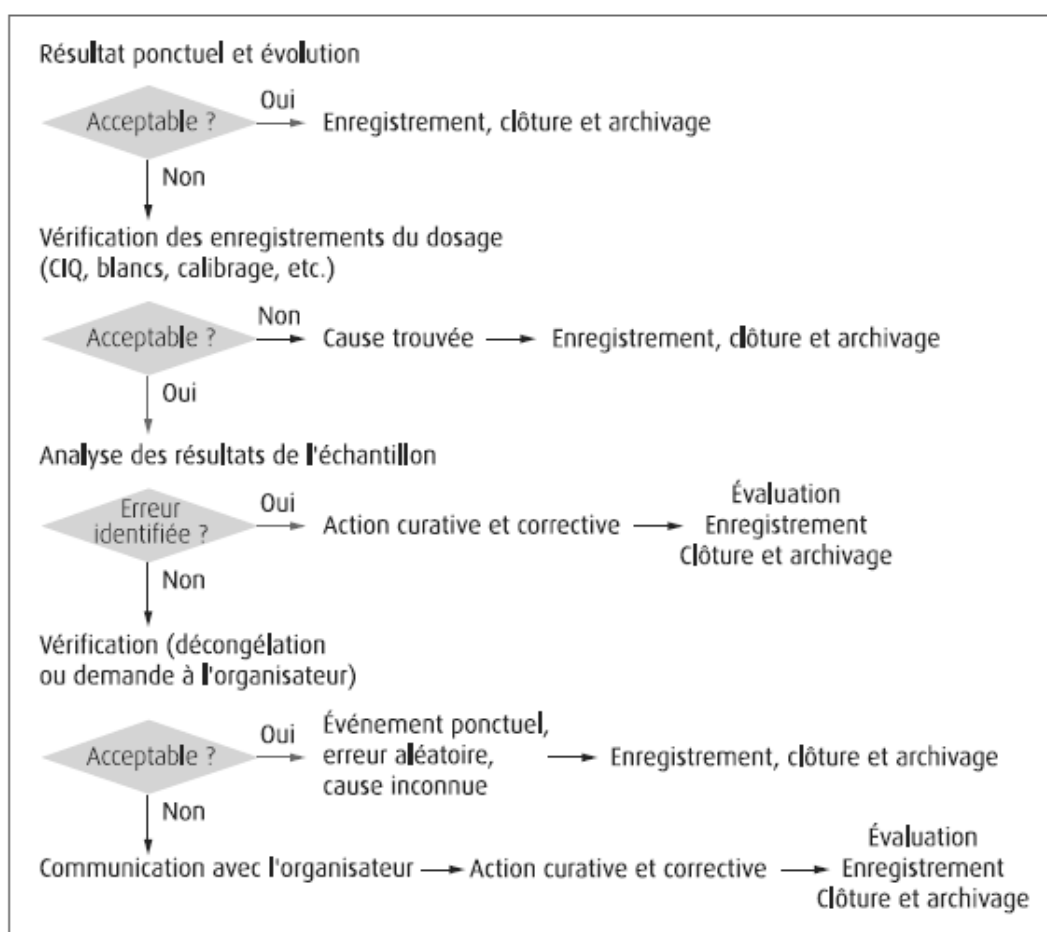 Résultat ponctuel et évolution
Oui
Acceptable ?
Enregistrement, clôture et archivage
Non
Vérification des enregistrements du dosage
(CIQ, blancs, calibrage, etc.)
Non
Acceptable ?
Cause trouvée
Enregistrement, clôture et archivage
Oui
Analyse des résultats de l'échantillon
Erreur
identifiée ?
Oui
Action curative et corrective
Évaluation
Enregistrement
Clôture et archivage
Non
Vérification (décongélation
ou demande à l'organisateur)
Acceptable ?
Oui
Événement ponctuel,
erreur aléatoire,
cause inconnue
Enregistrement, clôture et archivage
Non
Communication avec l'organisateur
Action curative et corrective
Évaluation
Enregistrement
Clôture et archivage